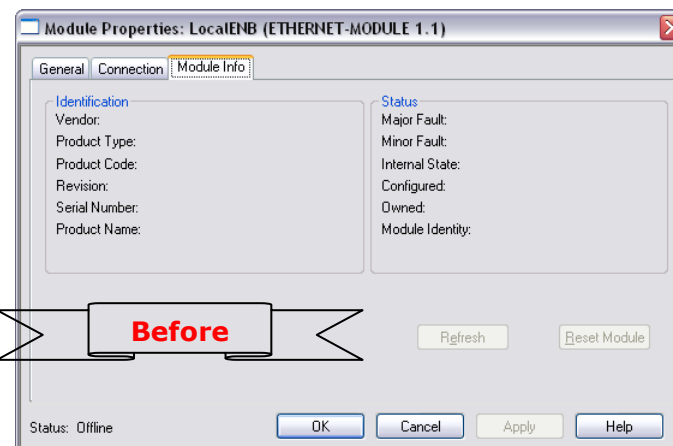 Module Properties: LocalENB (ETHERNET-MODULE 1.1)
General Connection Module Info
Identification
Vendor:
Product Type:
Product Code:
Revision:
Serial Number:
Product Name:
Status
Major Fault:
Minor Fault:
Internal State:
Configured:
Owned:
Module Identity:
Before
Refresh Reset Module
Status: Offline OK Cancel Apply Help